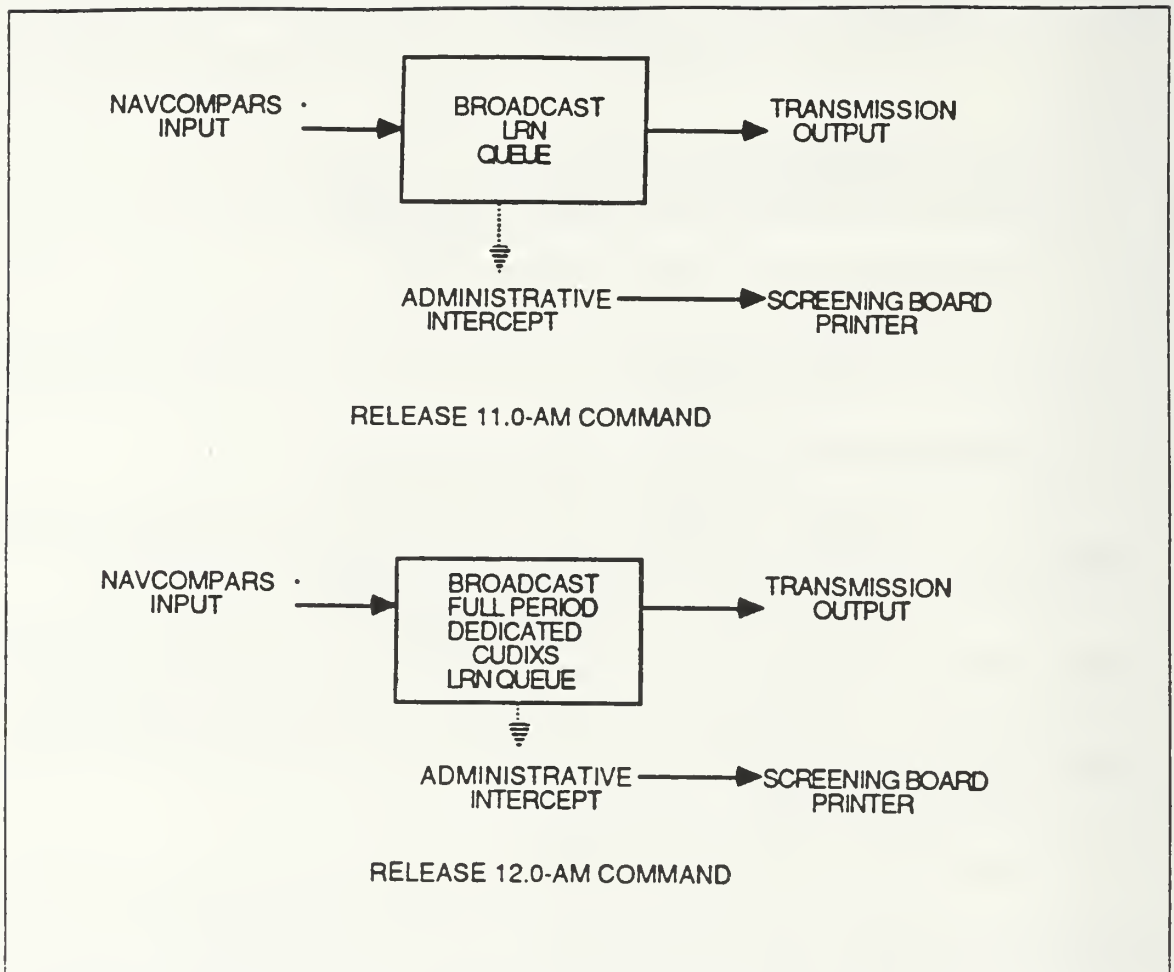 NAVCOMPARS
INPUT
BROADCAST
LRN
QUEUE
TRANSMISSION
OUTPUT
ADMINISTRATIVE
INTERCEPT
SCREENING BOARD
PRINTER
RELEASE 11.0-AM COMMAND
NAVCOMPARS
INPUT
BROADCAST
FULL PERIOD
DEDICATED
CUDIXS
LRN QUEUE
TRANSMISSION
OUTPUT
ADMINISTRATIVE
INTERCEPT
SCREENING BOARD
PRINTER
RELEASE 12.0-AM COMMAND